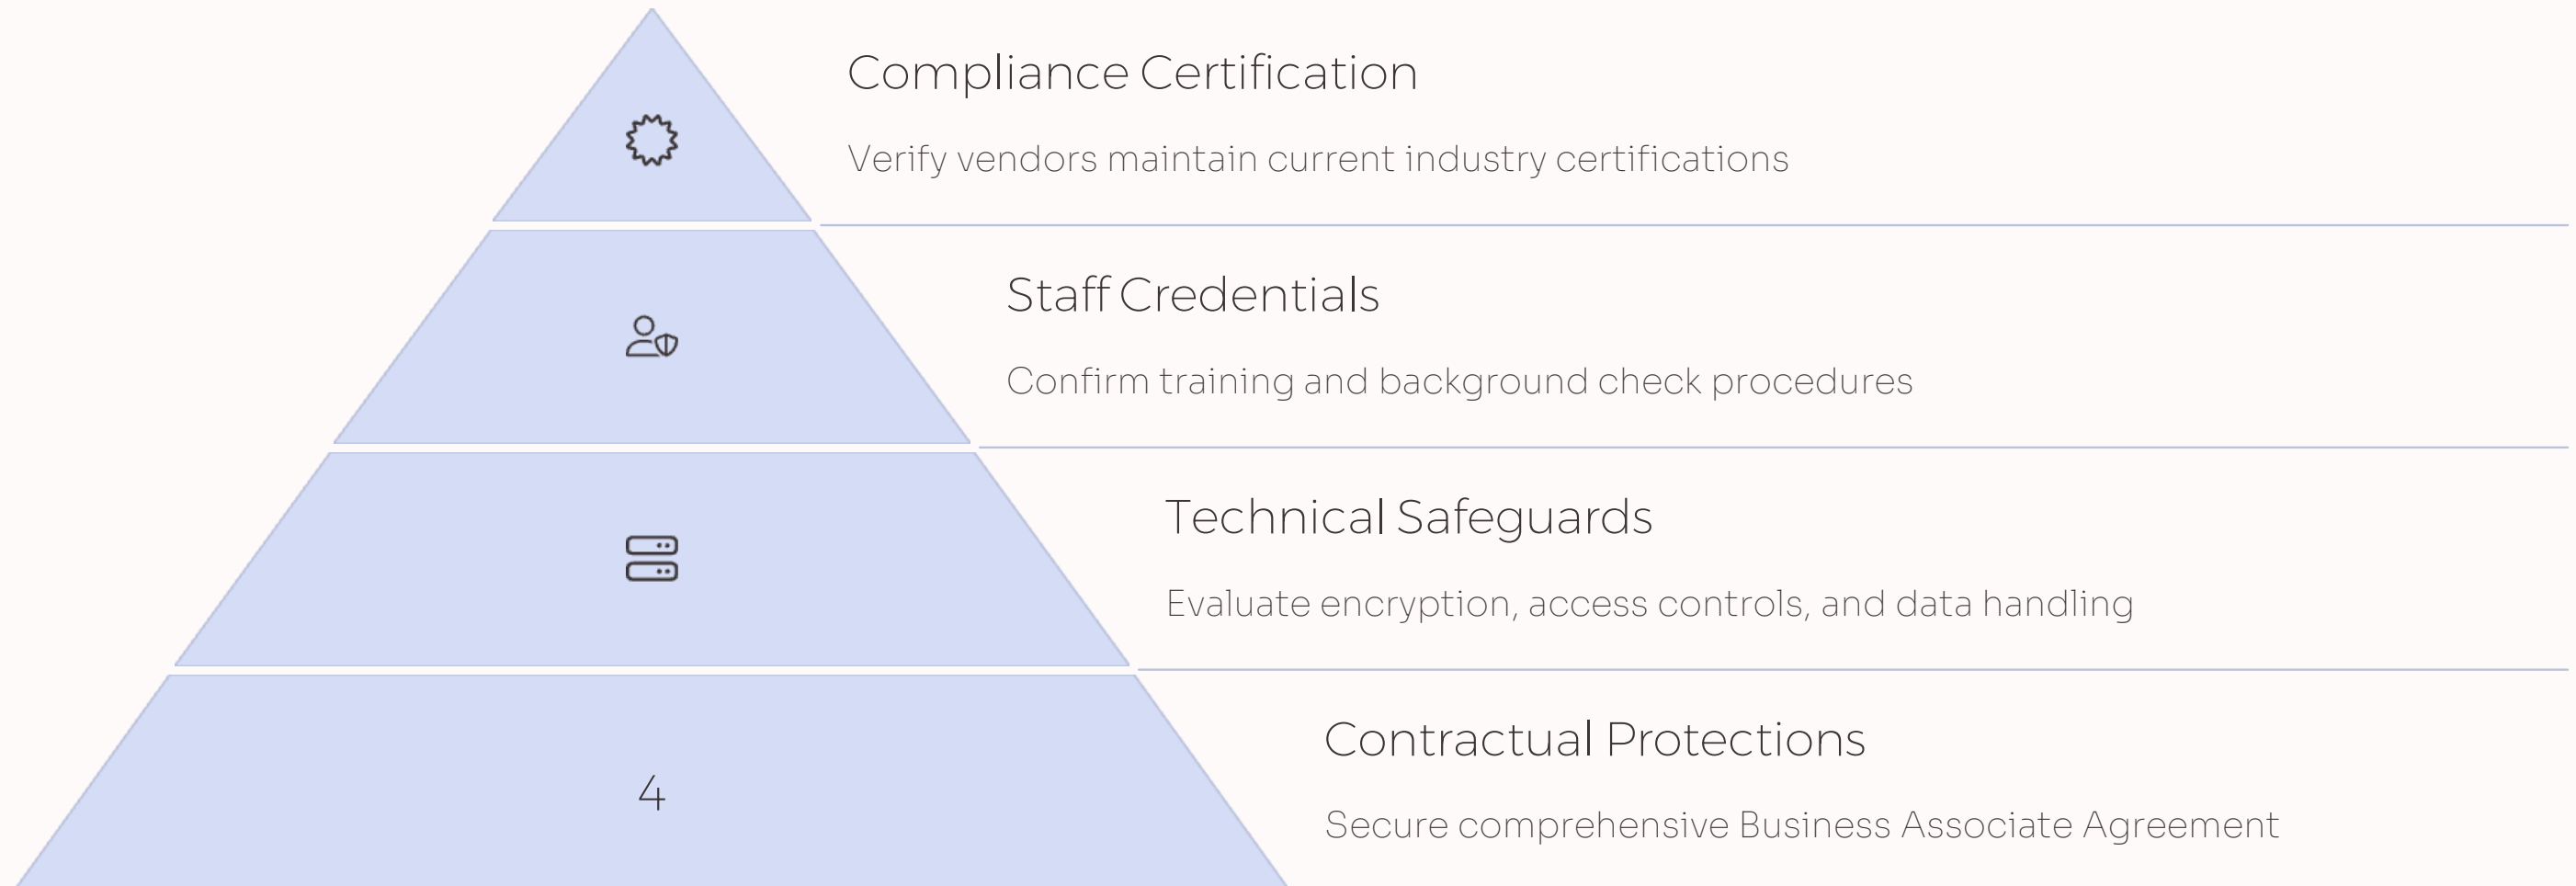 Compliance Certification
Verify vendors maintain current industry certifications
Staff Credentials
Confirm training and background check procedures
Technical Safeguards
Evaluate encryption, access controls, and data handling
4
Contractual Protections
Secure comprehensive Business Associate Agreement